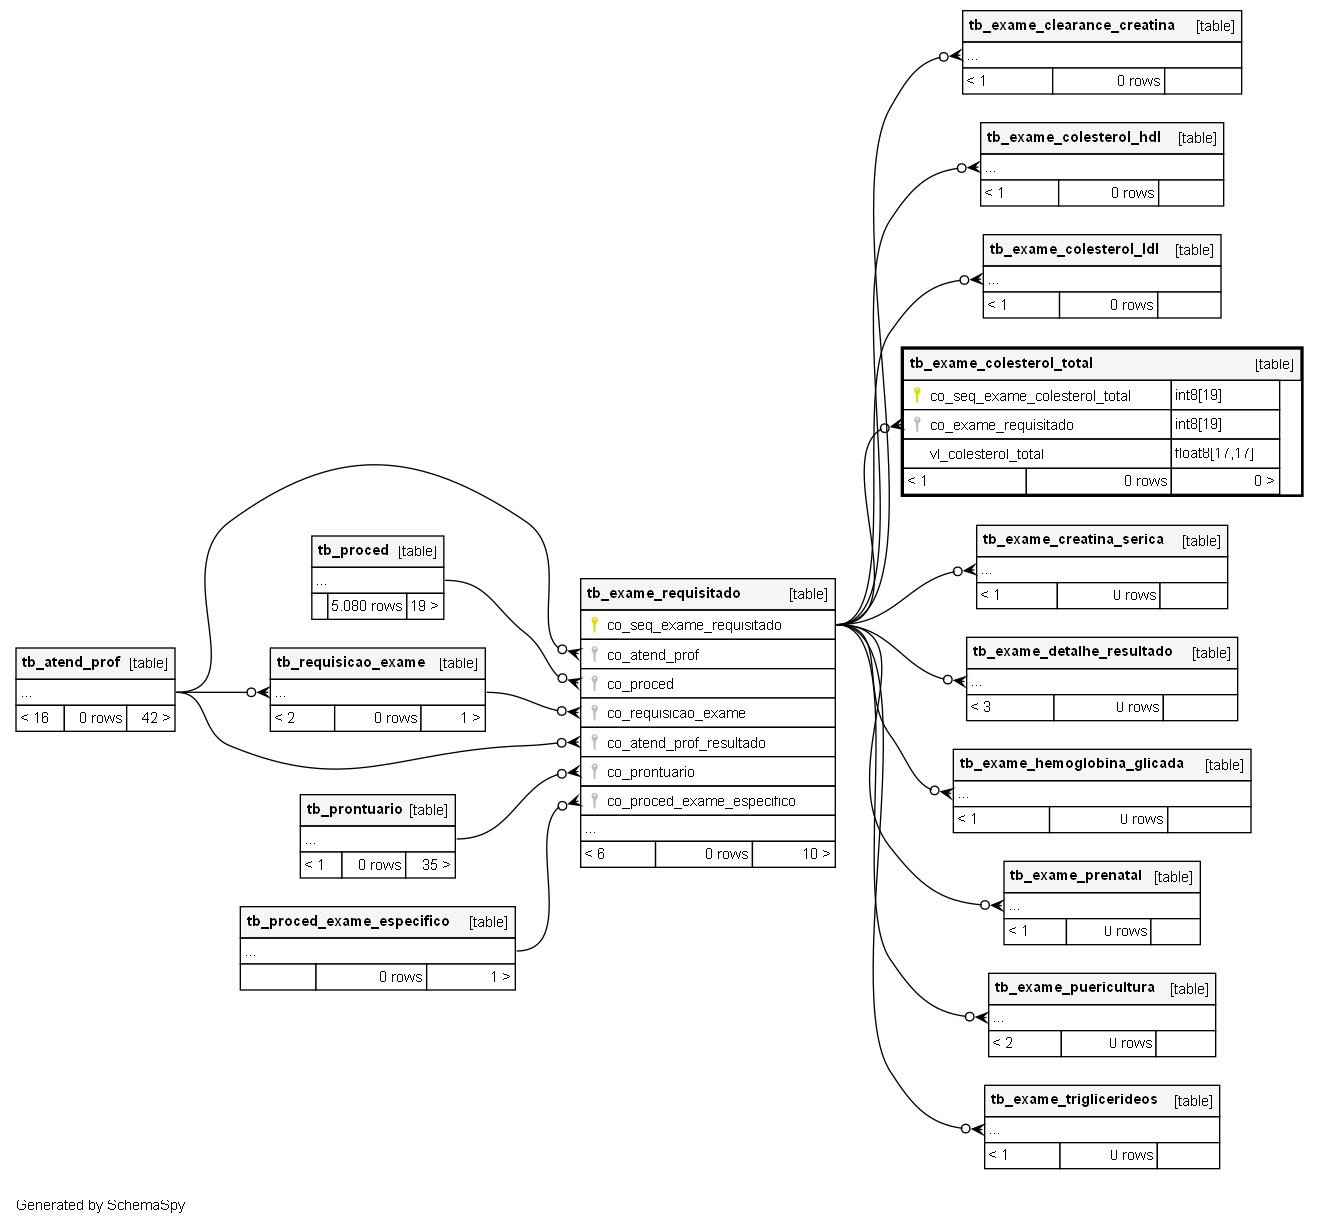 tb_exame_clearance_creatina [table]
...
< 1 0 rows
tb_exame_colesterol_hdl [table]
...
< 1 0 rows
tb_exame_colesterol_ldl [table]
...
< 1 0 rows
tb_exame_colesterol_total [table]
co_seq_exame_colesterol_total int8[19]
co_exame_requisitado int8[19]
vl_colesterol_total float8[17,17]
< 1 0 rows 0 >
tb_exame_creatina_serica [table]
...
< 1 0 rows
tb_exame_detalhe_resultado [table]
...
< 3 0 rows
tb_exame_hemoglobina_glicada [table]
...
< 1 0 rows
tb_exame_prenatal [table]
...
< 1 0 rows
tb_exame_puericultura [table]
...
< 2 0 rows
tb_exame_triglicerideos [table]
...
< 1 0 rows
tb_exame_requisitado [table]
co_seq_exame_requisitado
co_atend_prof
co_proced
co_requisicao_exame
co_atend_prof_resultado
co_prontuario
co_proced_exame_especifico
...
< 6 0 rows 10 >
tb_proced [table]
...
5.080 rows 19 >
tb_requisicao_exame [table]
...
< 2 0 rows 1 >
tb_atend_prof [table]
...
< 16 0 rows 42 >
tb_prontuario [table]
...
< 1 0 rows 35 >
tb_proced_exame_especifico [table]
...
0 rows 1 >
Generated by SchemaSpy